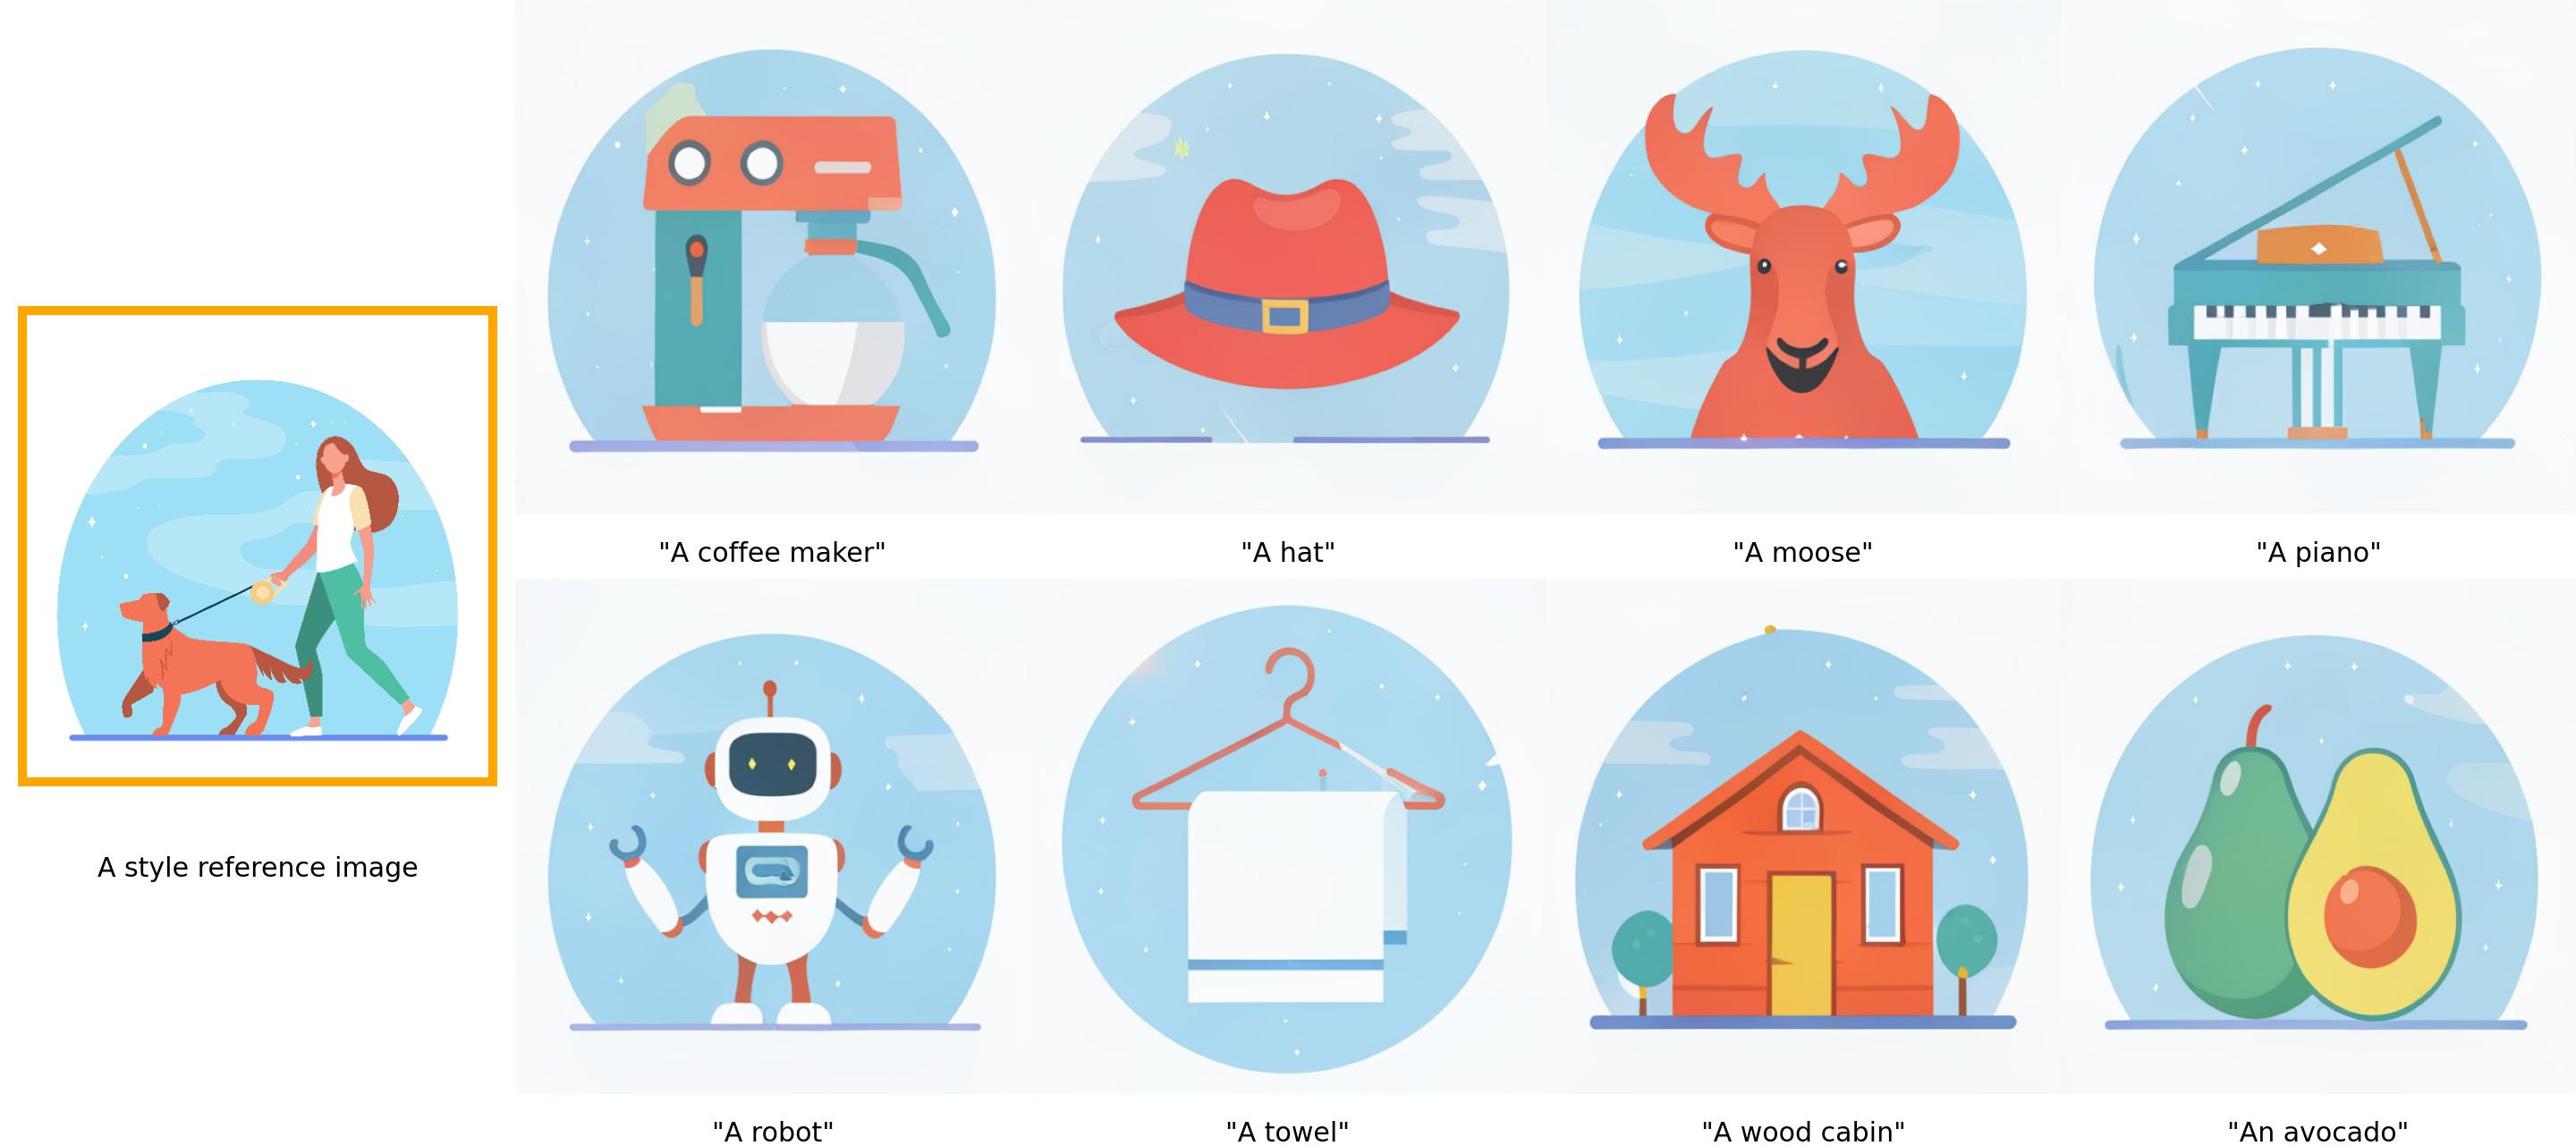 "A coffee maker"
"A hat"
"A moose"
"A piano"
A style reference image
"A robot"
"A towel"
"A wood cabin"
"An avocado"